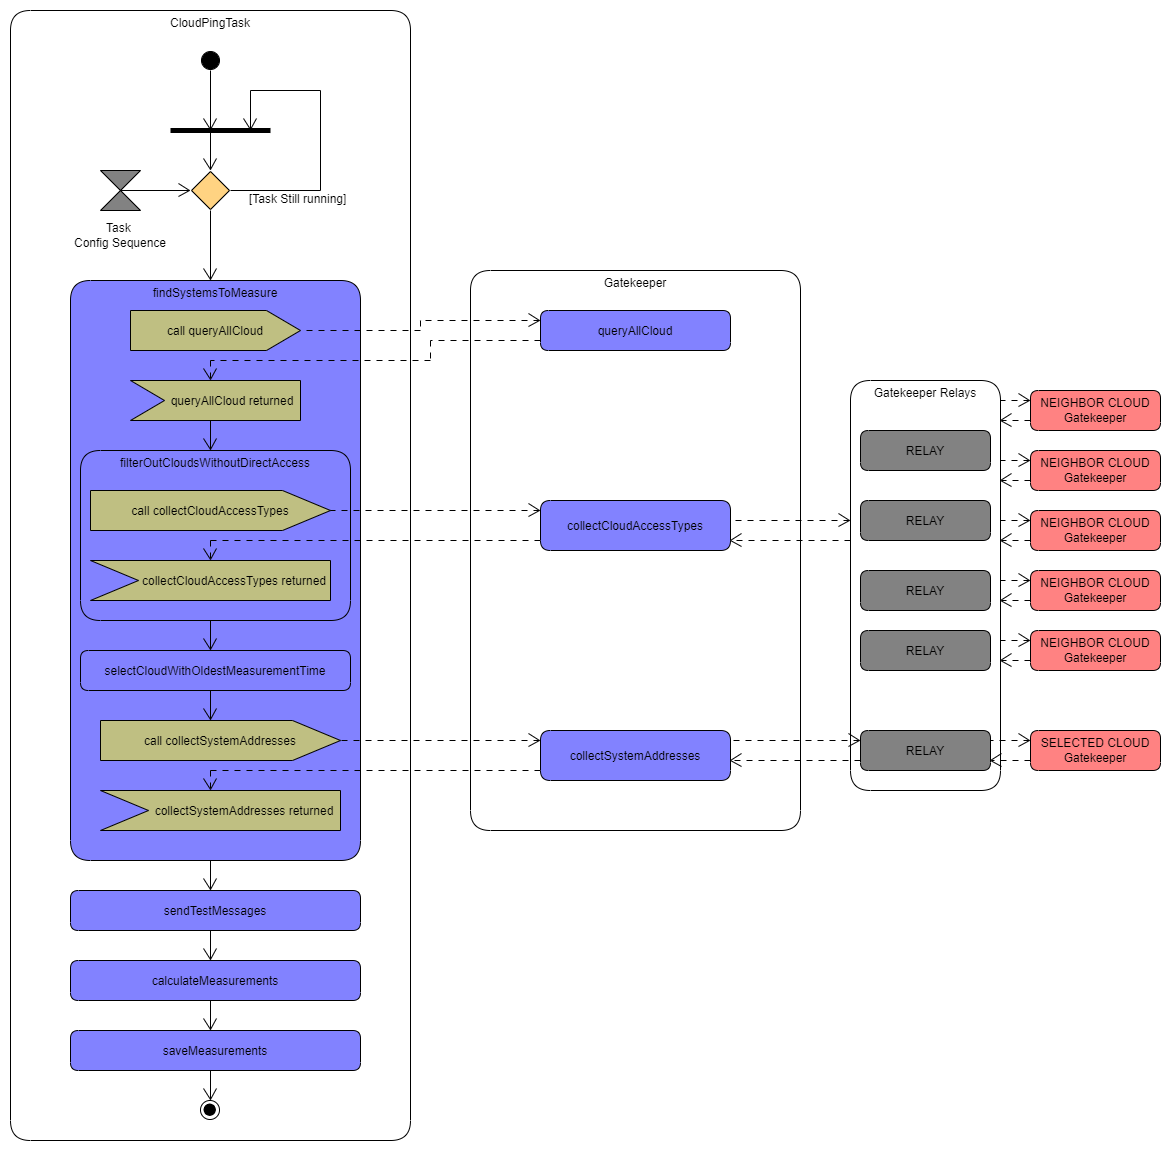 CloudPingTask
[Task Still running]
Task
Config Sequence
findSystemsToMeasure
call queryAllCloud
queryAllCloud returned
filterOutCloudsWithoutDirectAccess
call collectCloudAccessTypes
collectCloudAccessTypes returned
selectCloudWithOldestMeasurementTime
call collectSystemAddresses
collectSystemAddresses returned
sendTestMessages
calculateMeasurements
saveMeasurements
Gatekeeper
queryAllCloud
collectCloudAccessTypes
collectSystemAddresses
Gatekeeper Relays
RELAY
RELAY
RELAY
RELAY
RELAY
NEIGHBOR CLOUD
Gatekeeper
NEIGHBOR CLOUD
Gatekeeper
NEIGHBOR CLOUD
Gatekeeper
NEIGHBOR CLOUD
Gatekeeper
NEIGHBOR CLOUD
Gatekeeper
SELECTED CLOUD
Gatekeeper